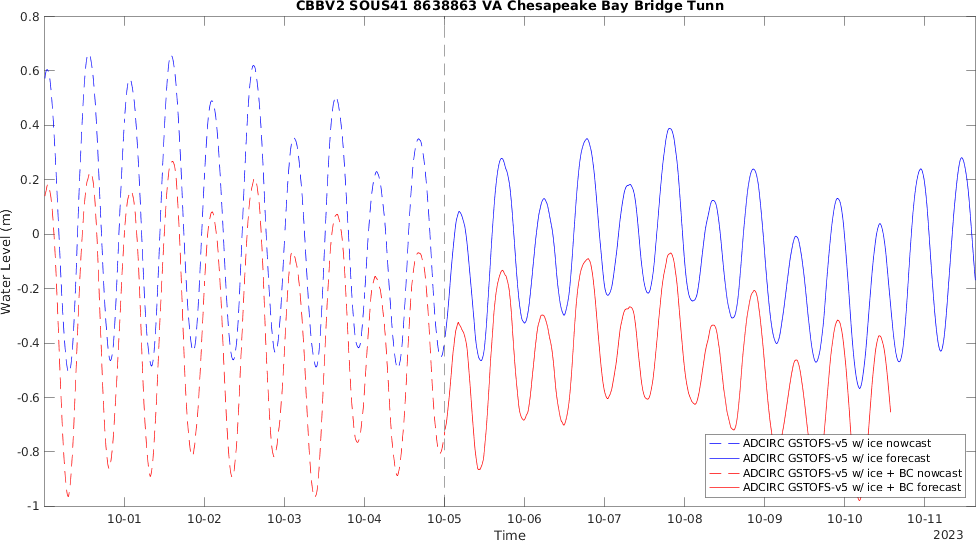 CBBV2 SOUS41 8638863 VA Chesapeake Bay Bridge Tunn
0.8
0.6
0.4
0.2
0
-0.2
-0.4
-0.6
-0.8
-1
Water Level (m)
ADCIRC GSTOFS-v5 w/ ice nowcast
ADCIRC GSTOFS-v5 w/ ice forecast
ADCIRC GSTOFS-v5 w/ ice + BC nowcast
ADCIRC GSTOFS-v5 w/ ice + BC forecast
10-01 10-02 10-03 10-04 10-05 10-06 10-07 10-08 10-09 10-10 10-11
Time
2023